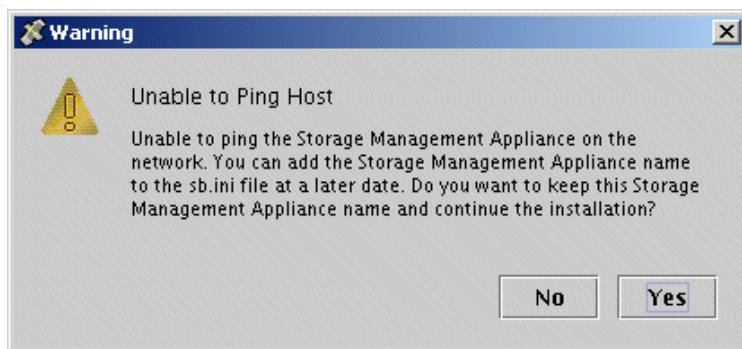 Warning
Unable to Ping Host
Unable to ping the Storage Management Appliance on the
network. You can add the Storage Management Appliance name
to the sb.ini file at a later date. Do you want to keep this Storage
Management Appliance name and continue the installation?
No Yes